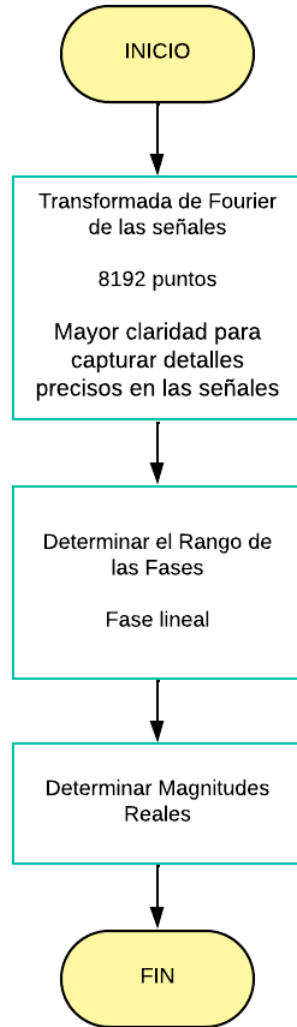 INICIO
Transformada de Fourier
de las señales
8192 puntos
Mayor claridad para
capturar detalles
precisos en las señales
Determinar el Rango de
las Fases
Fase lineal
Determinar Magnitudes
Reales
FIN